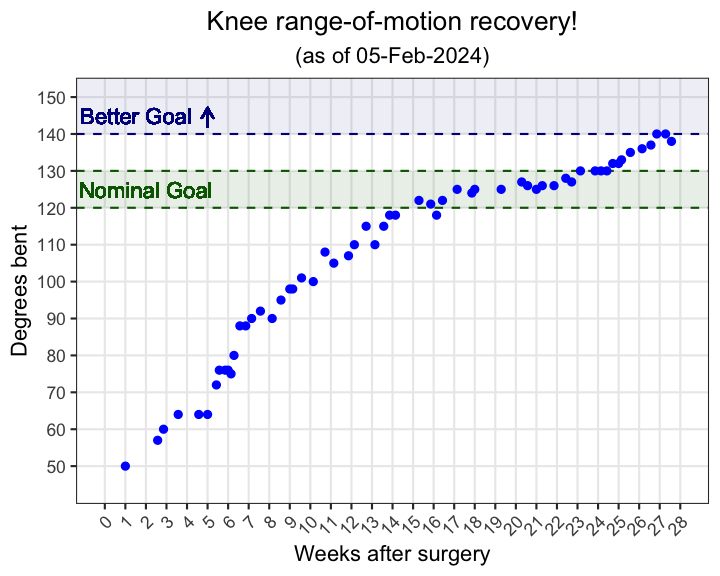 Knee range-of-motion recovery!
(as of 05-Feb-2024)
150
Better Goal ↑
140
130
Nominal Goal
120
110
100
90
80
70
60
50
Degrees bent
0 1 2 3 4 5 6 7 8 9 10 11 12 13 14 15 16 17 18 19 20 21 22 23 24 25 26 27 28
Weeks after surgery